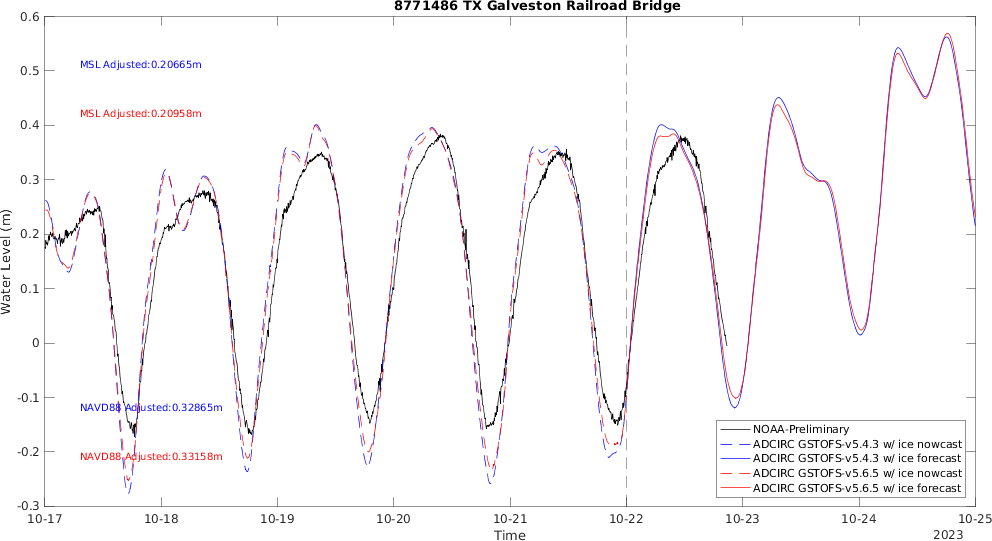 8771486 TX Galveston Railroad Bridge
0.6
0.5
0.4
0.3
0.2
0.1
0
-0.1
-0.2
-0.3
Water Level (m)
MSL Adjusted:0.20665m
MSL Adjusted:0.20958m
NAVD88 Adjusted:0.32865m
NAVD88 Adjusted:0.33158m
NOAA-Preliminary
ADCIRC GSTOFS-v5.4.3 w/ ice nowcast
ADCIRC GSTOFS-v5.4.3 w/ ice forecast
ADCIRC GSTOFS-v5.6.5 w/ ice nowcast
ADCIRC GSTOFS-v5.6.5 w/ ice forecast
10-17 10-18 10-19 10-20 10-21 10-22 10-23 10-24 10-25
Time
2023